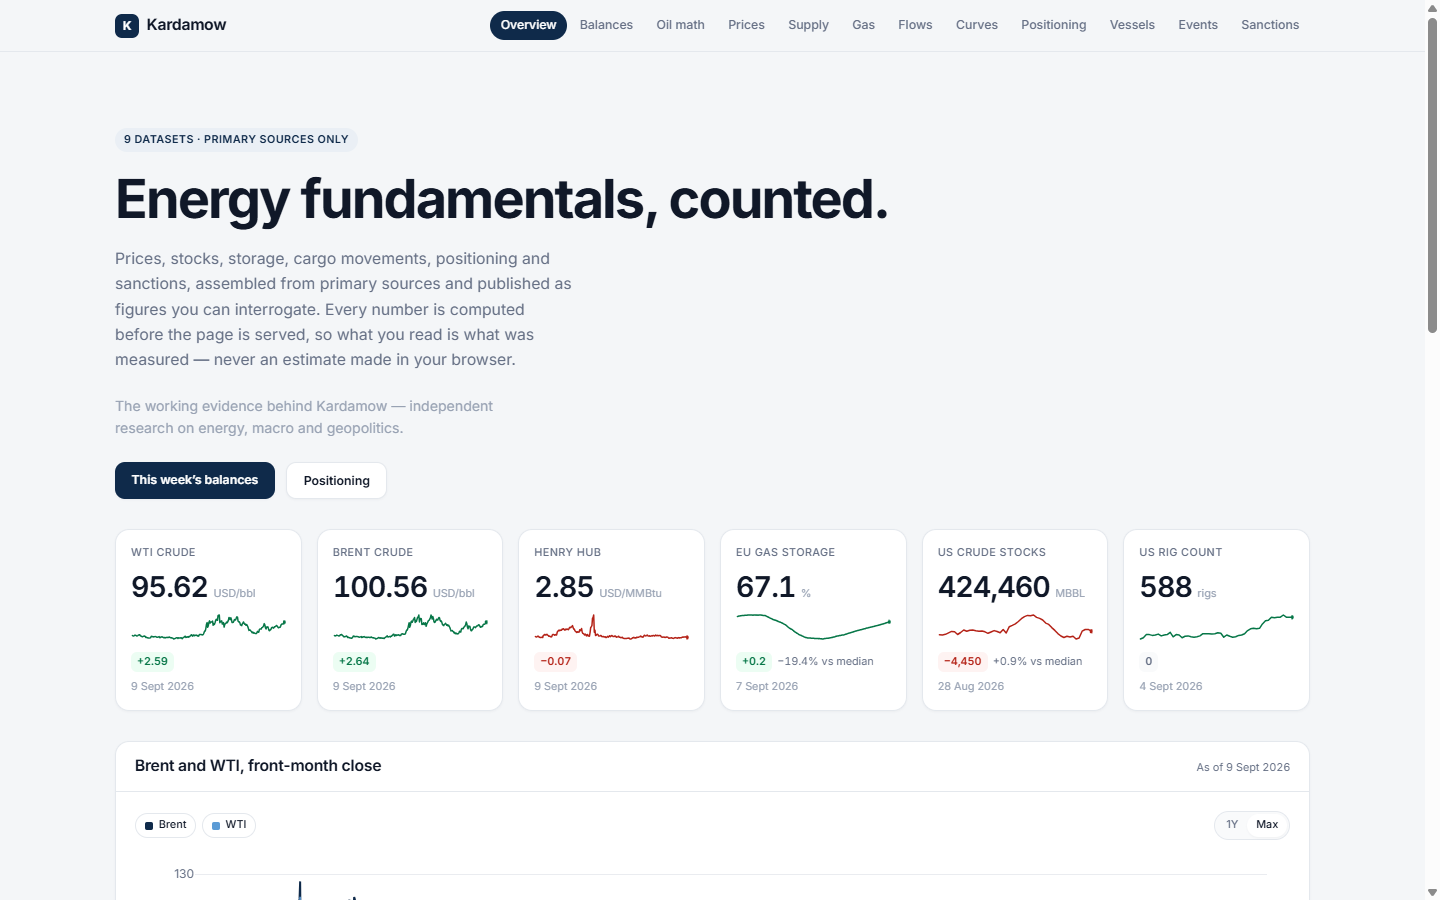 K Kardamow
Overview Balances Oil math Prices Supply Gas Flows Curves Positioning Vessels Events Sanctions
9 DATASETS · PRIMARY SOURCES ONLY
Energy fundamentals, counted.
Prices, stocks, storage, cargo movements, positioning and
sanctions, assembled from primary sources and published as
figures you can interrogate. Every number is computed
before the page is served, so what you read is what was
measured — never an estimate made in your browser.
The working evidence behind Kardamow — independent
research on energy, macro and geopolitics.
This week's balances Positioning
WTI CRUDE
95.62 USD/bbl
+2.59
9 Sept 2026
BRENT CRUDE
100.56 USD/bbl
+2.64
9 Sept 2026
HENRY HUB
2.85 USD/MMBtu
−0.07
9 Sept 2026
EU GAS STORAGE
67.1 %
+0.2 −19.4% vs median
7 Sept 2026
US CRUDE STOCKS
424,460 MBBL
−4,450 +0.9% vs median
28 Aug 2026
US RIG COUNT
588 rigs
0
4 Sept 2026
Brent and WTI, front-month close
As of 9 Sept 2026
Brent WTI
1Y Max
130